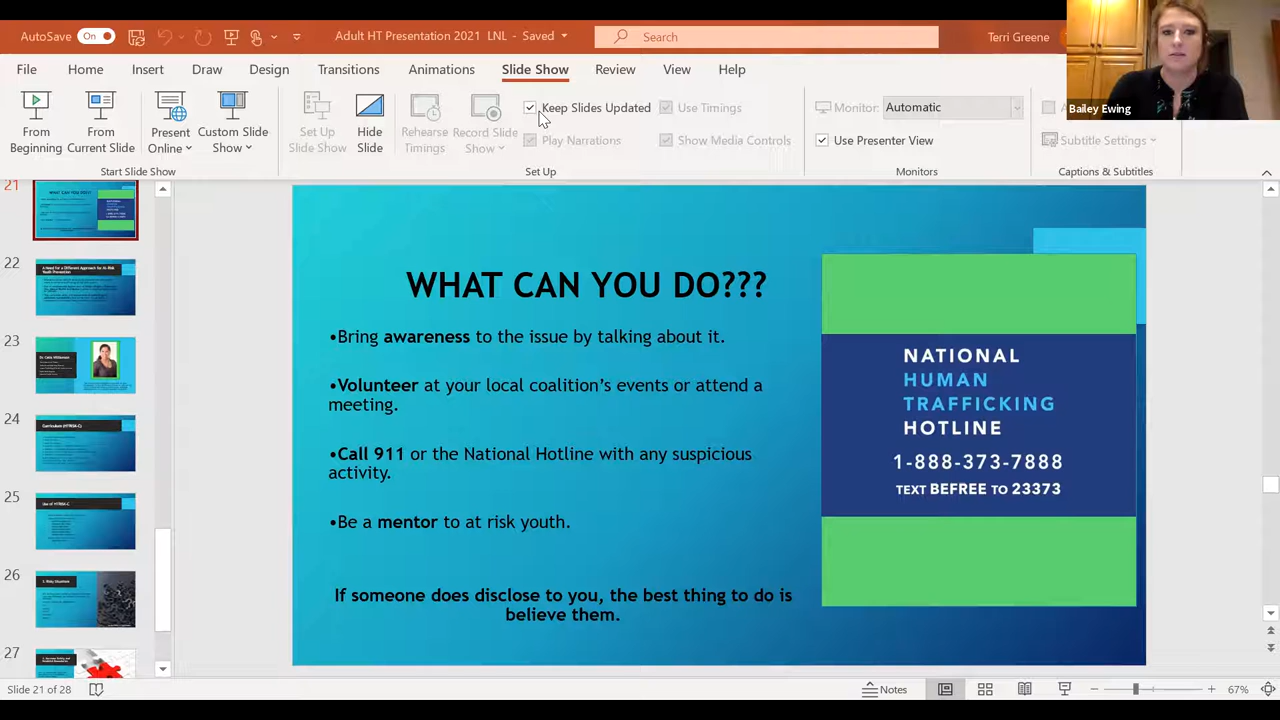 AutoSave On
Adult HT Presentation 2021 LNL - Saved
Search
Terri Greene
Bailey Ewing
File Home Insert Draw Design Transitions Animations Slide Show Review View Help
From Beginning
From Current Slide
Present Online
Custom Slide Show
Set Up Slide Show
Hide Slide
Rehearse Timings
Record Slide Show
Keep Slides Updated
Play Narrations
Use Timings
Show Media Controls
Monitor: Automatic
Use Presenter View
Subtitle Settings
Start Slide Show
Set Up
Monitors
Captions & Subtitles
21
22
23
24
25
26
27
WHAT CAN YOU DO???
•Bring awareness to the issue by talking about it.
•Volunteer at your local coalition's events or attend a
meeting.
•Call 911 or the National Hotline with any suspicious
activity.
•Be a mentor to at risk youth.
If someone does disclose to you, the best thing to do is
believe them.
NATIONAL
HUMAN
TRAFFICKING
HOTLINE
1-888-373-7888
TEXT BEFREE TO 23373
Slide 21 of 28
Notes
67%